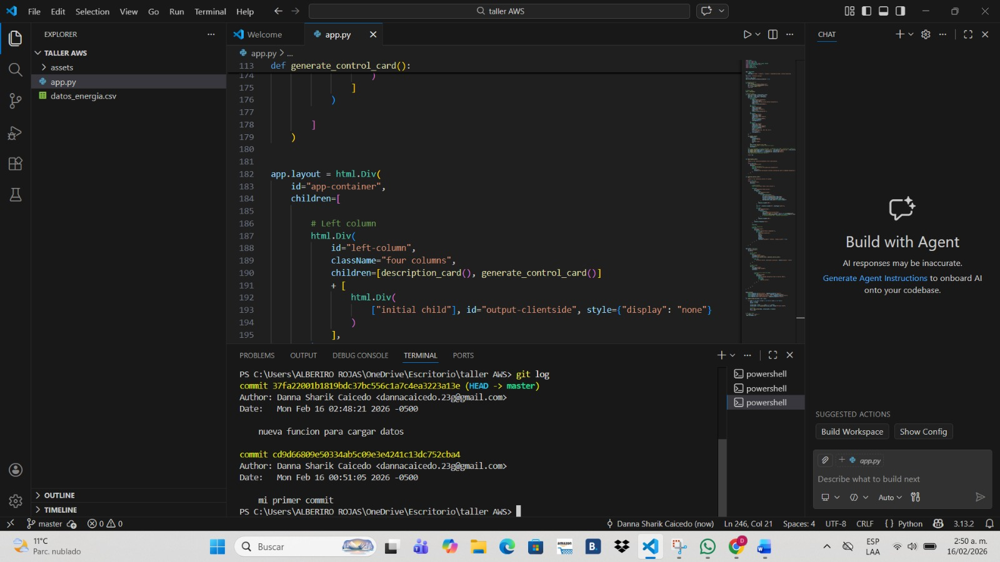 File Edit Selection View Go Run Terminal Help
taller AWS
EXPLORER
TALLER AWS
assets
app.py
datos_energia.csv
OUTLINE
TIMELINE
Welcome
app.py
app.py > ...
113 def generate_control_card():
174 )
175 ]
176 )
177
178 ]
179 )
180
181
182 app.layout = html.Div(
183 id="app-container",
184 children=[
185
186 # Left column
187 html.Div(
188 id="left-column",
189 className="four columns",
190 children=[description_card(), generate_control_card()]
191 + [
192 html.Div(
193 ["initial child"], id="output-clientside", style={"display": "none"}
194 )
195 ],
PROBLEMS OUTPUT DEBUG CONSOLE TERMINAL PORTS
PS C:\Users\ALBERIRO ROJAS\OneDrive\Escritorio\taller AWS> git log
commit 37fa22001b1819bdc37bc556c1a7c4ea3223a13e (HEAD -> master)
Author: Danna Sharik Caicedo <dannacaicedo.23g@gmail.com>
Date: Mon Feb 16 02:48:21 2026 -0500
nueva funcion para cargar datos
commit cd9d66809e50334ab5c09e3e4241c13dc752cba4
Author: Danna Sharik Caicedo <dannacaicedo.23g@gmail.com>
Date: Mon Feb 16 00:51:05 2026 -0500
mi primer commit
PS C:\Users\ALBERIRO ROJAS\OneDrive\Escritorio\taller AWS>
powershell
powershell
powershell
CHAT
Build with Agent
AI responses may be inaccurate.
Generate Agent Instructions to onboard AI
onto your codebase.
SUGGESTED ACTIONS
Build Workspace Show Config
app.py
Describe what to build next
Auto
master 0 0 Danna Sharik Caicedo (now) Ln 246, Col 21 Spaces: 4 UTF-8 CRLF { } Python 3.13.2
11°C
Parc. nublado
Buscar
amazon
B.
D
W
ESP
LAA
2:50 a. m.
16/02/2026